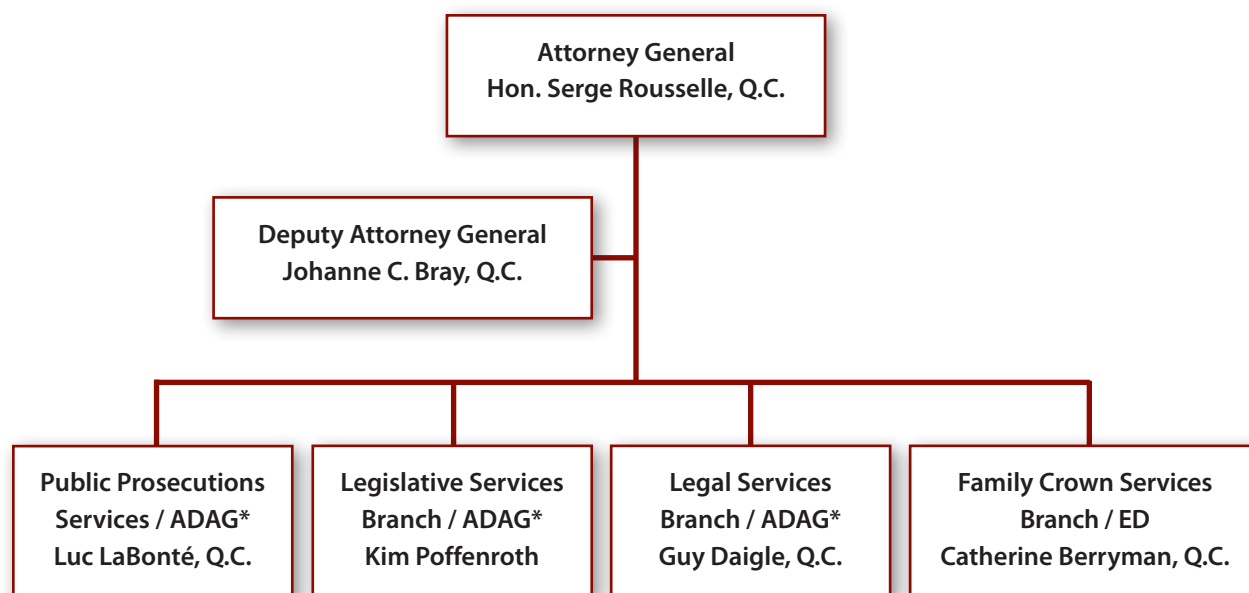 Attorney General
Hon. Serge Rousselle, Q.C.
Deputy Attorney General
Johanne C. Bray, Q.C.
Public Prosecutions
Services / ADAG*
Luc LaBonté, Q.C.
Legislative Services
Branch / ADAG*
Kim Poffenroth
Legal Services
Branch / ADAG*
Guy Daigle, Q.C.
Family Crown Services
Branch / ED
Catherine Berryman, Q.C.